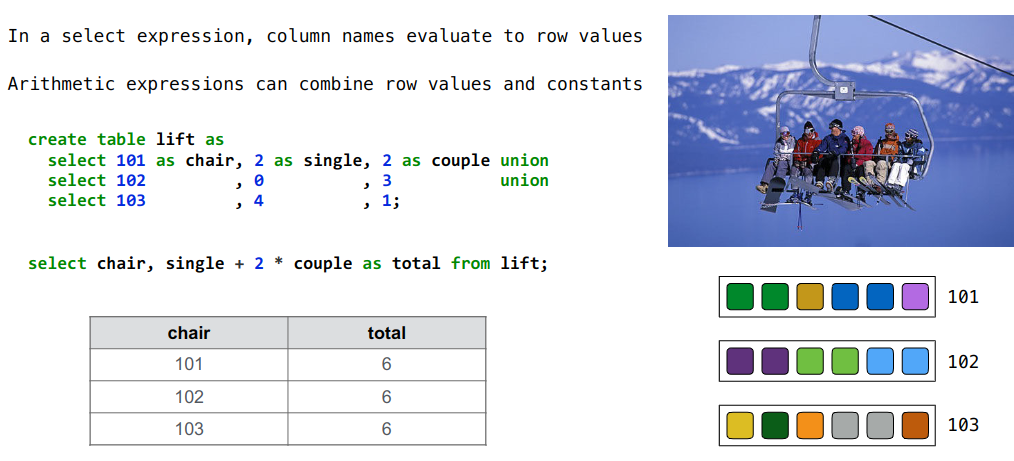 In a select expression, column names evaluate to row values
Arithmetic expressions can combine row values and constants
create table lift as
select 101 as chair, 2 as single, 2 as couple union
select 102 , 0 , 3 union
select 103 , 4 , 1;
select chair, single + 2 * couple as total from lift;
chair total
101 6
102 6
103 6
101
102
103